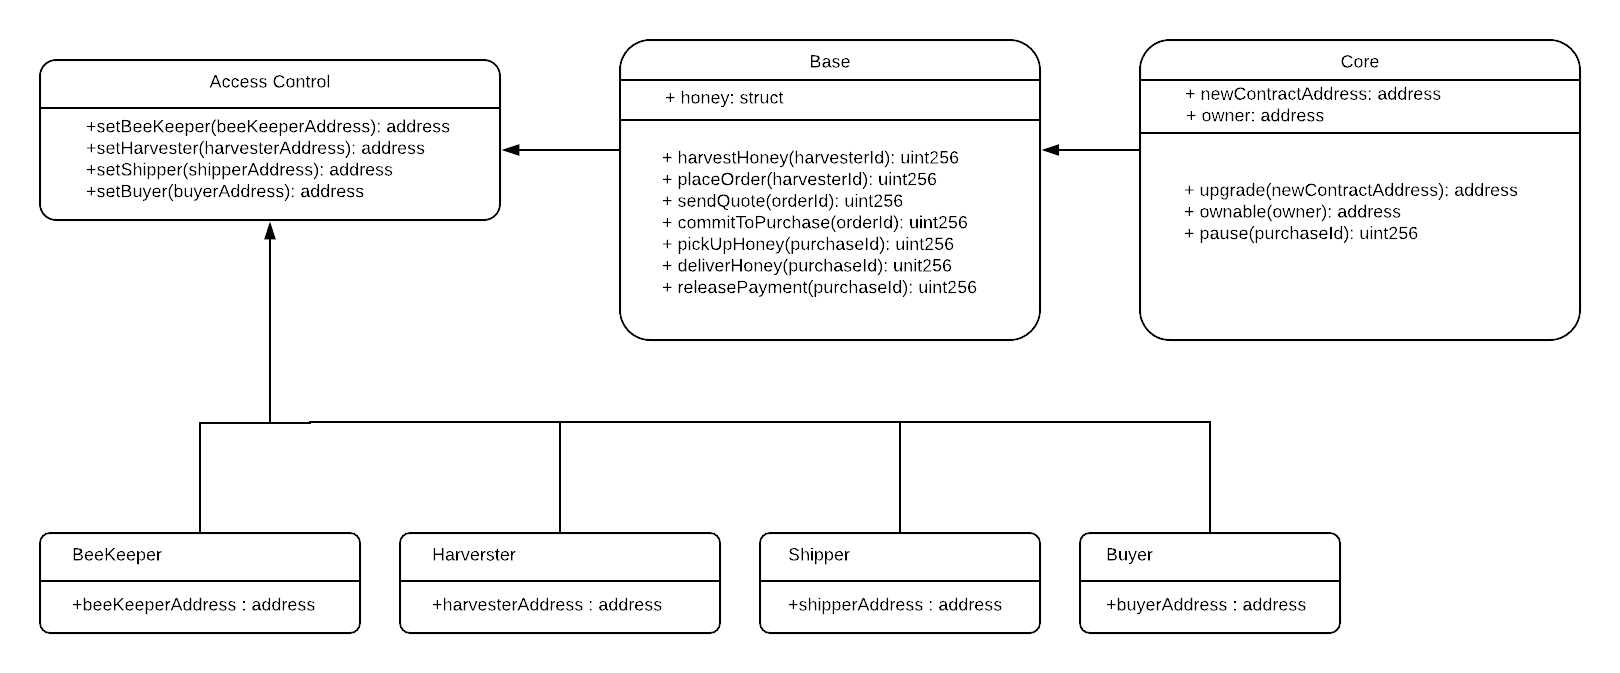 Access Control
+setBeeKeeper(beeKeeperAddress): address
+setHarvester(harvesterAddress): address
+setShipper(shipperAddress): address
+setBuyer(buyerAddress): address
Base
+ honey: struct
+ harvestHoney(harvesterId): uint256
+ placeOrder(harvesterId): uint256
+ sendQuote(orderId): uint256
+ commitToPurchase(orderId): uint256
+ pickUpHoney(purchaseId): uint256
+ deliverHoney(purchaseId): unit256
+ releasePayment(purchaseId): uint256
Core
+ newContractAddress: address
+ owner: address
+ upgrade(newContractAddress): address
+ ownable(owner): address
+ pause(purchaseId): uint256
BeeKeeper
+beeKeeperAddress : address
Harverster
+harvesterAddress : address
Shipper
+shipperAddress : address
Buyer
+buyerAddress : address